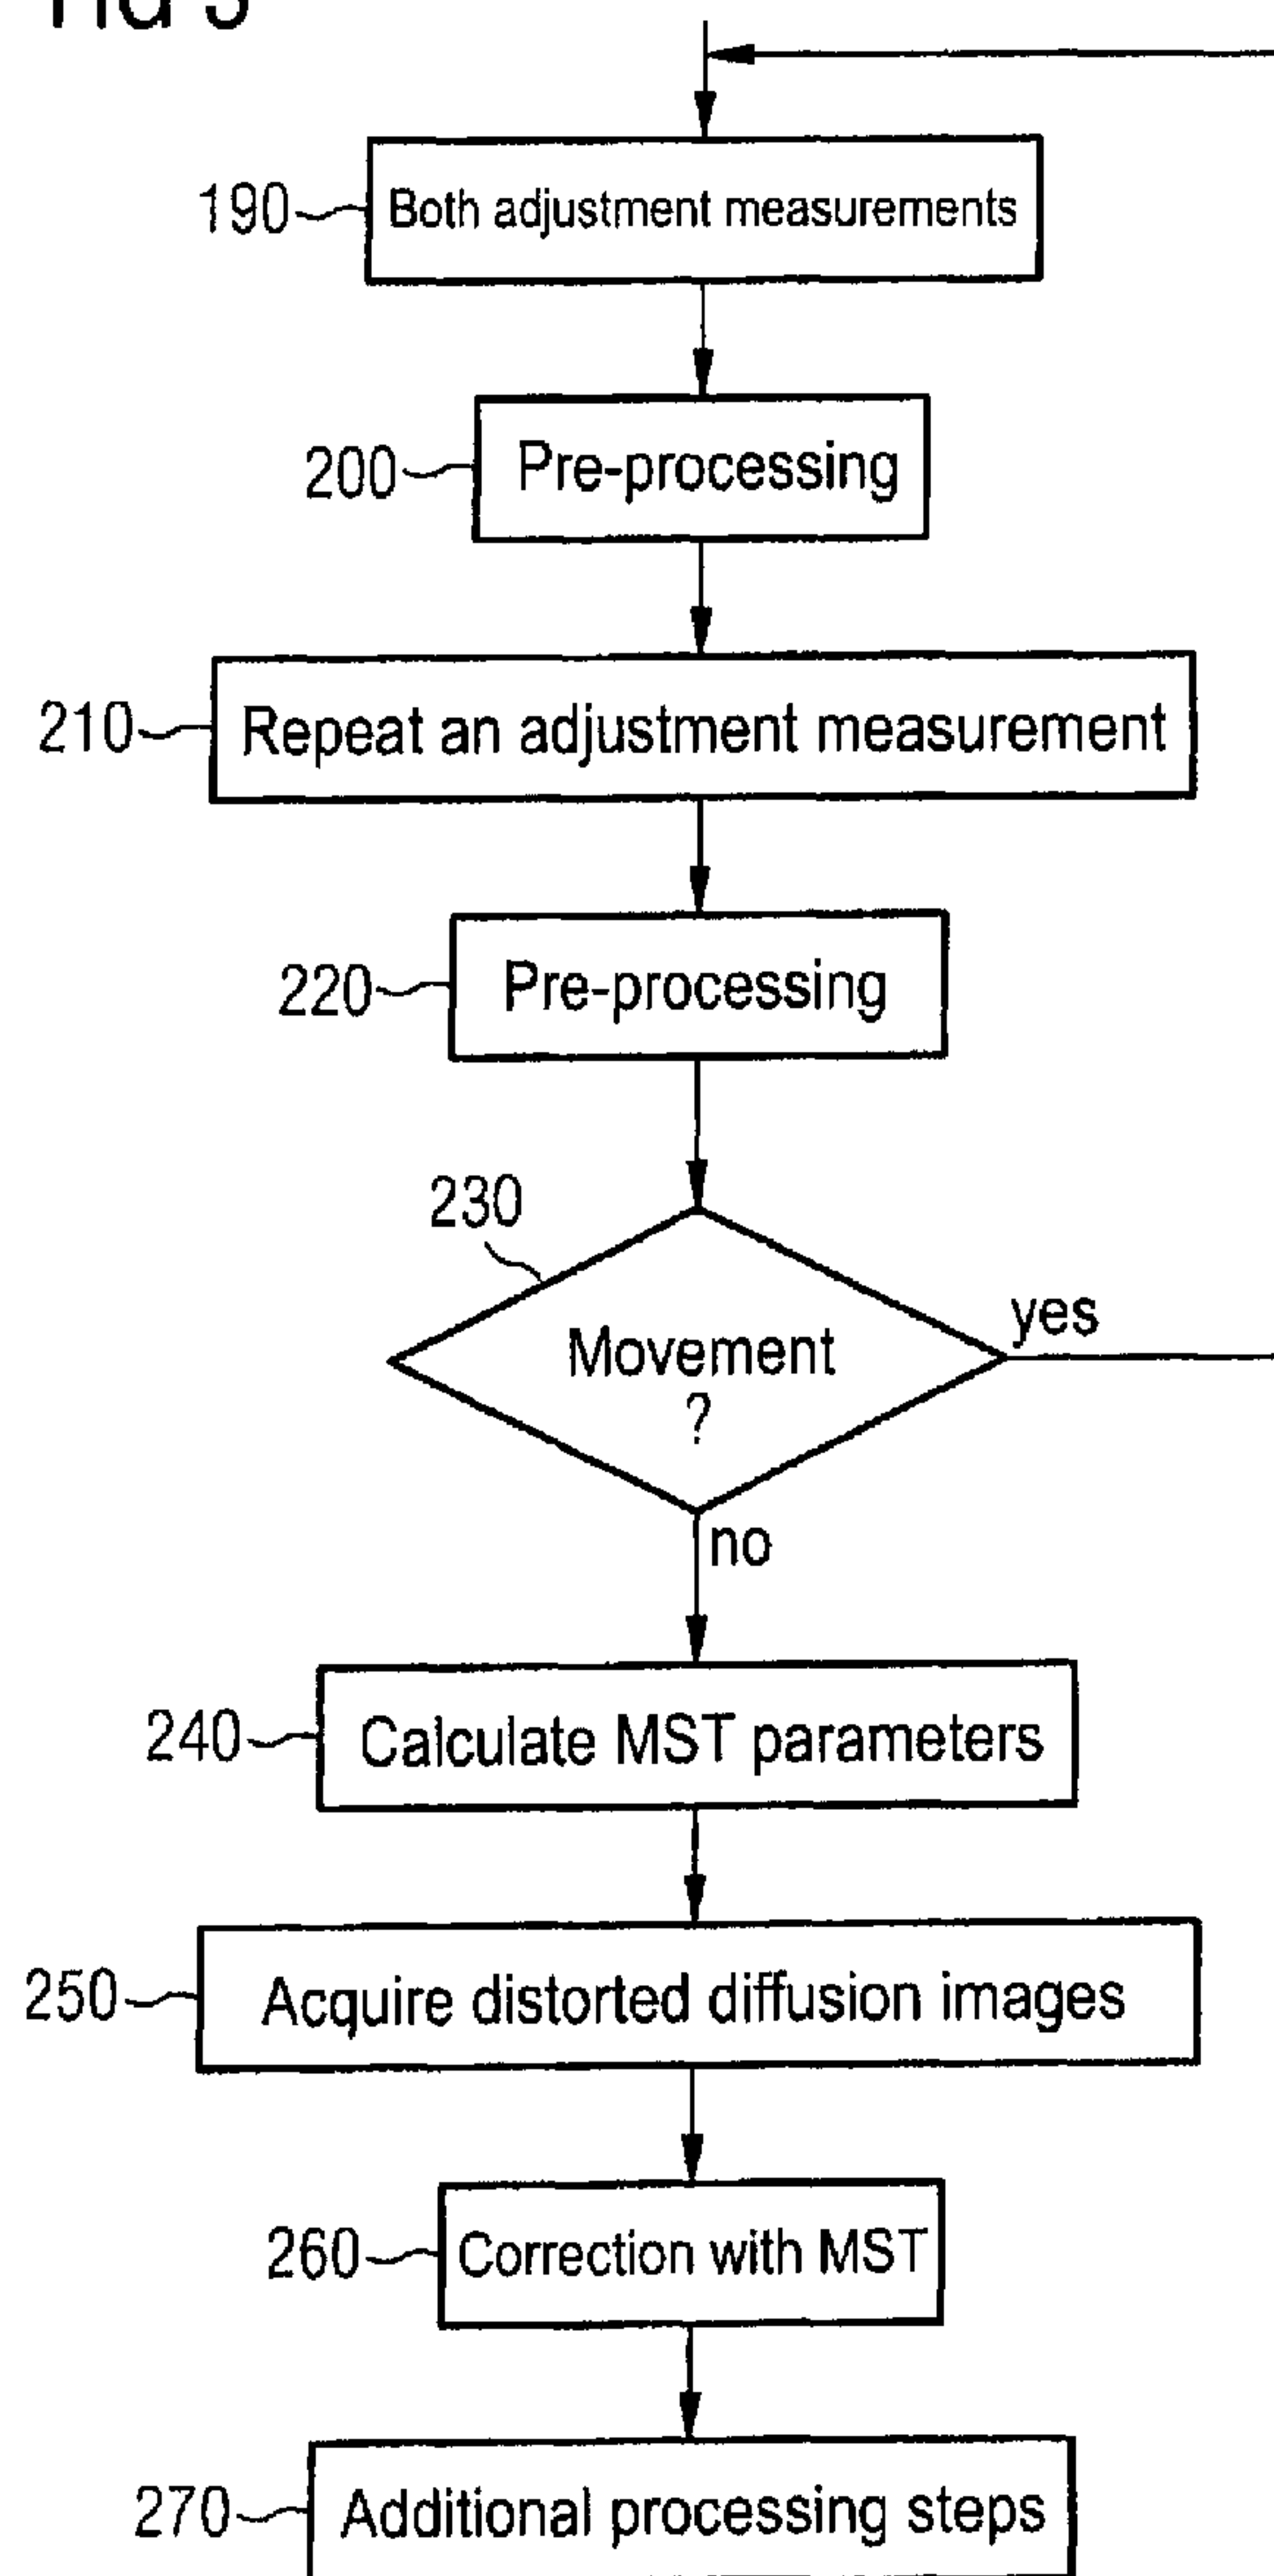 190
Both adjustment measurements
200
Pre-processing
210
Repeat an adjustment measurement
220
Pre-processing
230
Movement
?
yes
no
240
Calculate MST parameters
250
Acquire distorted diffusion images
260
Correction with MST
270
Additional processing steps